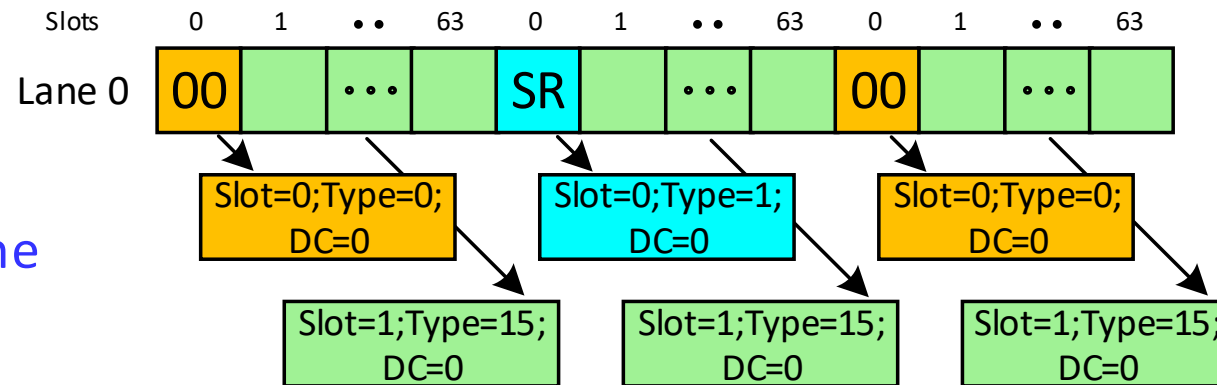 Slots 0 1 •• 63 0 1 •• 63 0 1 •• 63
Lane 0 00 ••• SR ••• 00 •••
Slot=0;Type=0; Slot=0;Type=1; Slot=0;Type=0;
DC=0 DC=0 DC=0
Slot=1;Type=15; Slot=1;Type=15; Slot=1;Type=15;
DC=0 DC=0 DC=0